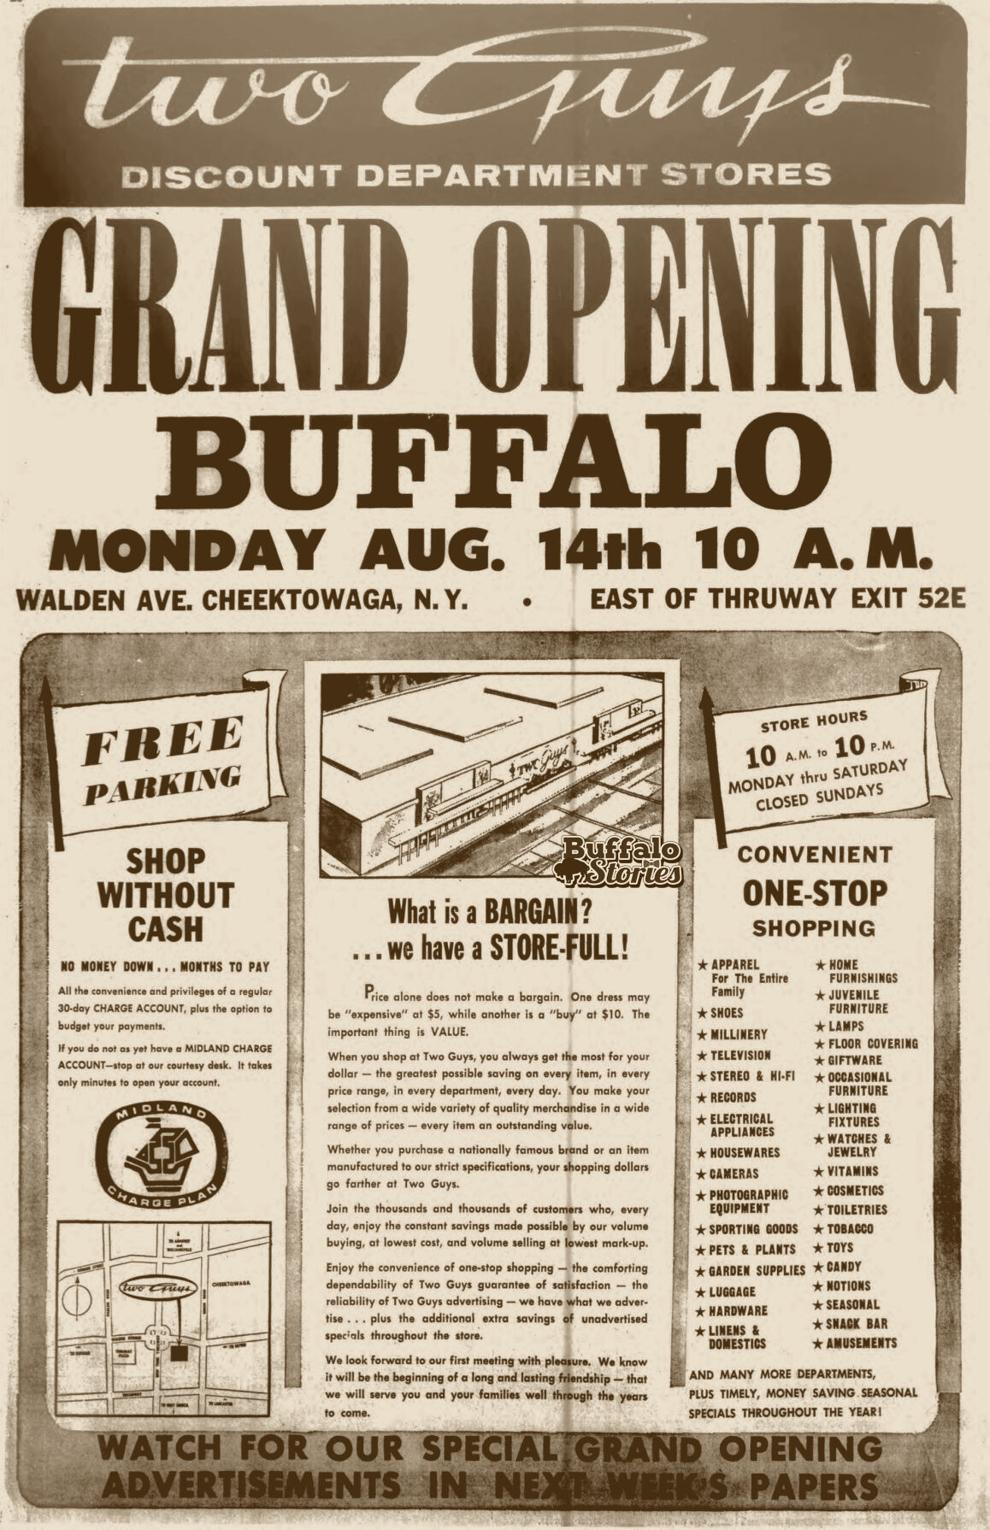 two Guys
DISCOUNT DEPARTMENT STORES
GRAND OPENING
BUFFALO
MONDAY AUG. 14th 10 A.M.
WALDEN AVE. CHEEKTOWAGA, N.Y. • EAST OF THRUWAY EXIT 52E
FREE
PARKING
SHOP
WITHOUT
CASH
NO MONEY DOWN... MONTHS TO PAY
All the convenience and privileges of a regular
30-day CHARGE ACCOUNT, plus the option to
budget your payments.
If you do not as yet have a MIDLAND CHARGE
ACCOUNT—stop at our courtesy desk. It takes
only minutes to open your account.
MIDLAND
CHARGE PLAN
two Guys
CHEEKTOWAGA
Two Guys
Buffalo
Stories
What is a BARGAIN?
...we have a STORE-FULL!
Price alone does not make a bargain. One dress may
be "expensive" at $5, while another is a "buy" at $10. The
important thing is VALUE.
When you shop at Two Guys, you always get the most for your
dollar — the greatest possible saving on every item, in every
price range, in every department, every day. You make your
selection from a wide variety of quality merchandise in a wide
range of prices — every item an outstanding value.
Whether you purchase a nationally famous brand or an item
manufactured to our strict specifications, your shopping dollars
go farther at Two Guys.
Join the thousands and thousands of customers who, every
day, enjoy the constant savings made possible by our volume
buying, at lowest cost, and volume selling at lowest mark-up.
Enjoy the convenience of one-stop shopping — the comforting
dependability of Two Guys guarantee of satisfaction — the
reliability of Two Guys advertising — we have what we adver-
tise ... plus the additional extra savings of unadvertised
specials throughout the store.
We look forward to our first meeting with pleasure. We know
it will be the beginning of a long and lasting friendship — that
we will serve you and your families well through the years
to come.
STORE HOURS
10 A.M. to 10 P.M.
MONDAY thru SATURDAY
CLOSED SUNDAYS
CONVENIENT
ONE-STOP
SHOPPING
★ APPAREL
For The Entire
Family
★ SHOES
★ MILLINERY
★ TELEVISION
★ STEREO & HI-FI
★ RECORDS
★ ELECTRICAL
APPLIANCES
★ HOUSEWARES
★ CAMERAS
★ PHOTOGRAPHIC
EQUIPMENT
★ SPORTING GOODS
★ PETS & PLANTS
★ GARDEN SUPPLIES
★ LUGGAGE
★ HARDWARE
★ LINENS &
DOMESTICS
★ HOME
FURNISHINGS
★ JUVENILE
FURNITURE
★ LAMPS
★ FLOOR COVERING
★ GIFTWARE
★ OCCASIONAL
FURNITURE
★ LIGHTING
FIXTURES
★ WATCHES &
JEWELRY
★ VITAMINS
★ COSMETICS
★ TOILETRIES
★ TOBACCO
★ TOYS
★ CANDY
★ NOTIONS
★ SEASONAL
★ SNACK BAR
★ AMUSEMENTS
AND MANY MORE DEPARTMENTS,
PLUS TIMELY, MONEY SAVING SEASONAL
SPECIALS THROUGHOUT THE YEAR!
WATCH FOR OUR SPECIAL GRAND OPENING
ADVERTISEMENTS IN NEXT WEEK'S PAPERS